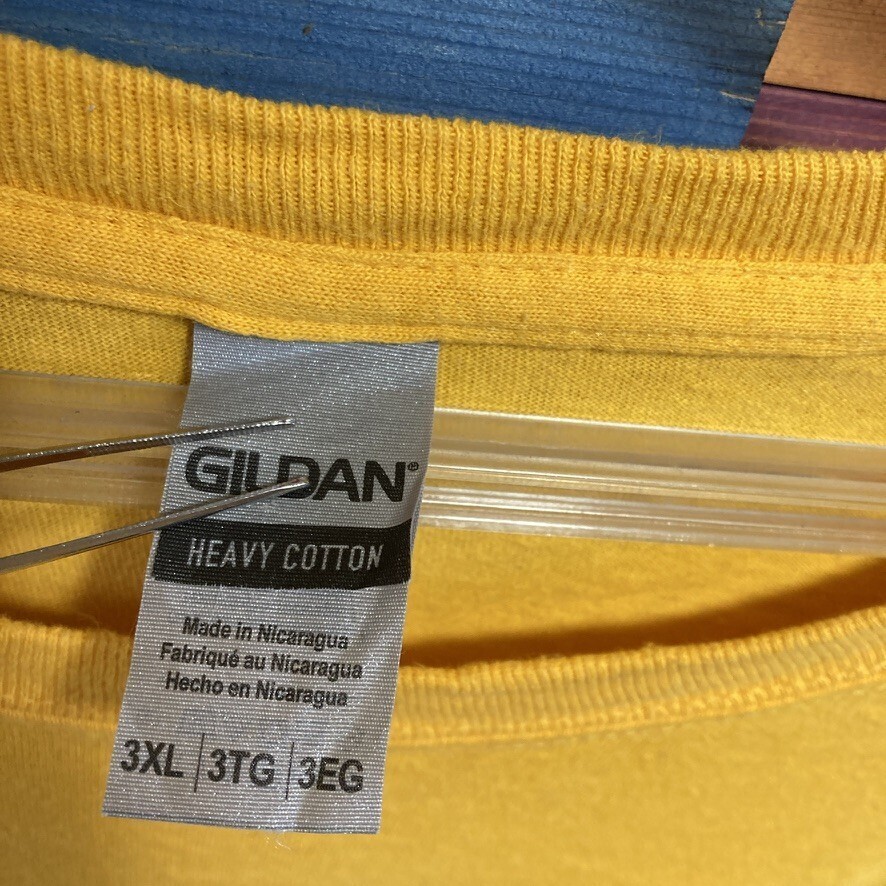 GILDAN®
HEAVY COTTON
Made in Nicaragua
Fabriqué au Nicaragua
Hecho en Nicaragua
3XL | 3TG | 3EG